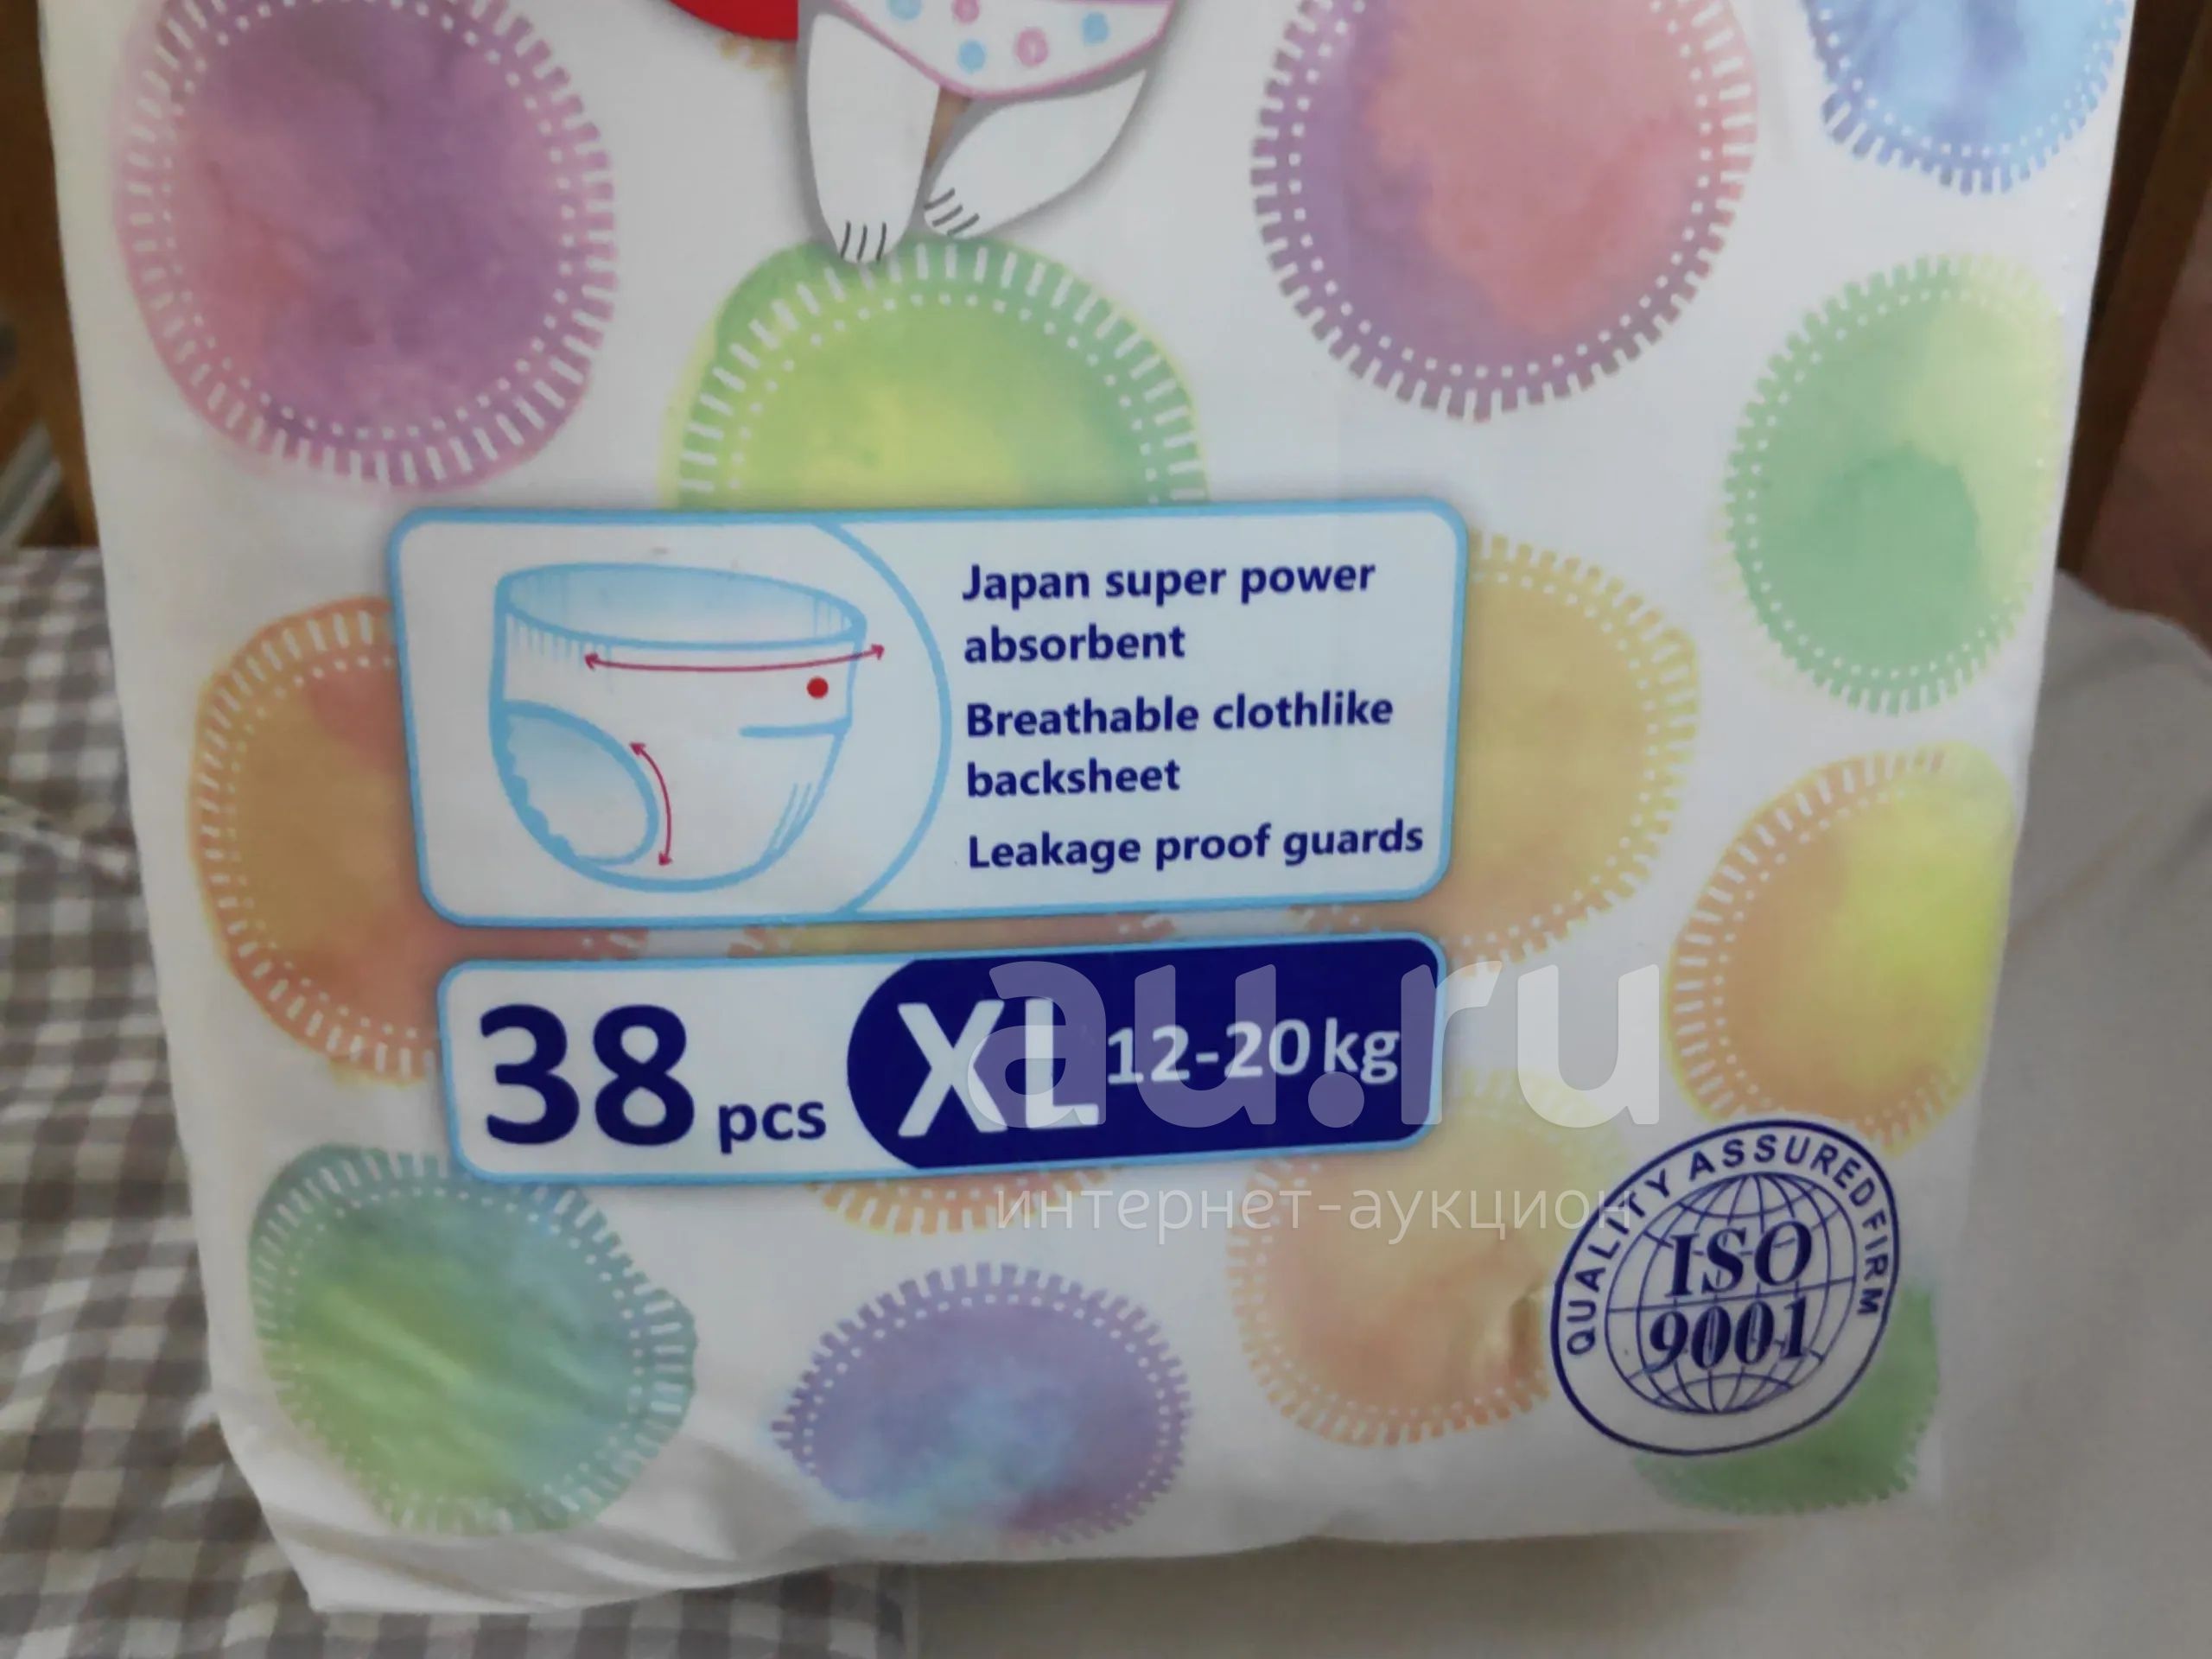 Japan super power
absorbent
Breathable clothlike
backsheet
Leakage proof guards
38 pcs XL 12-20 kg
au.ru
интернет-аукцион
QUALITY ASSURED FIRM
ISO
9001